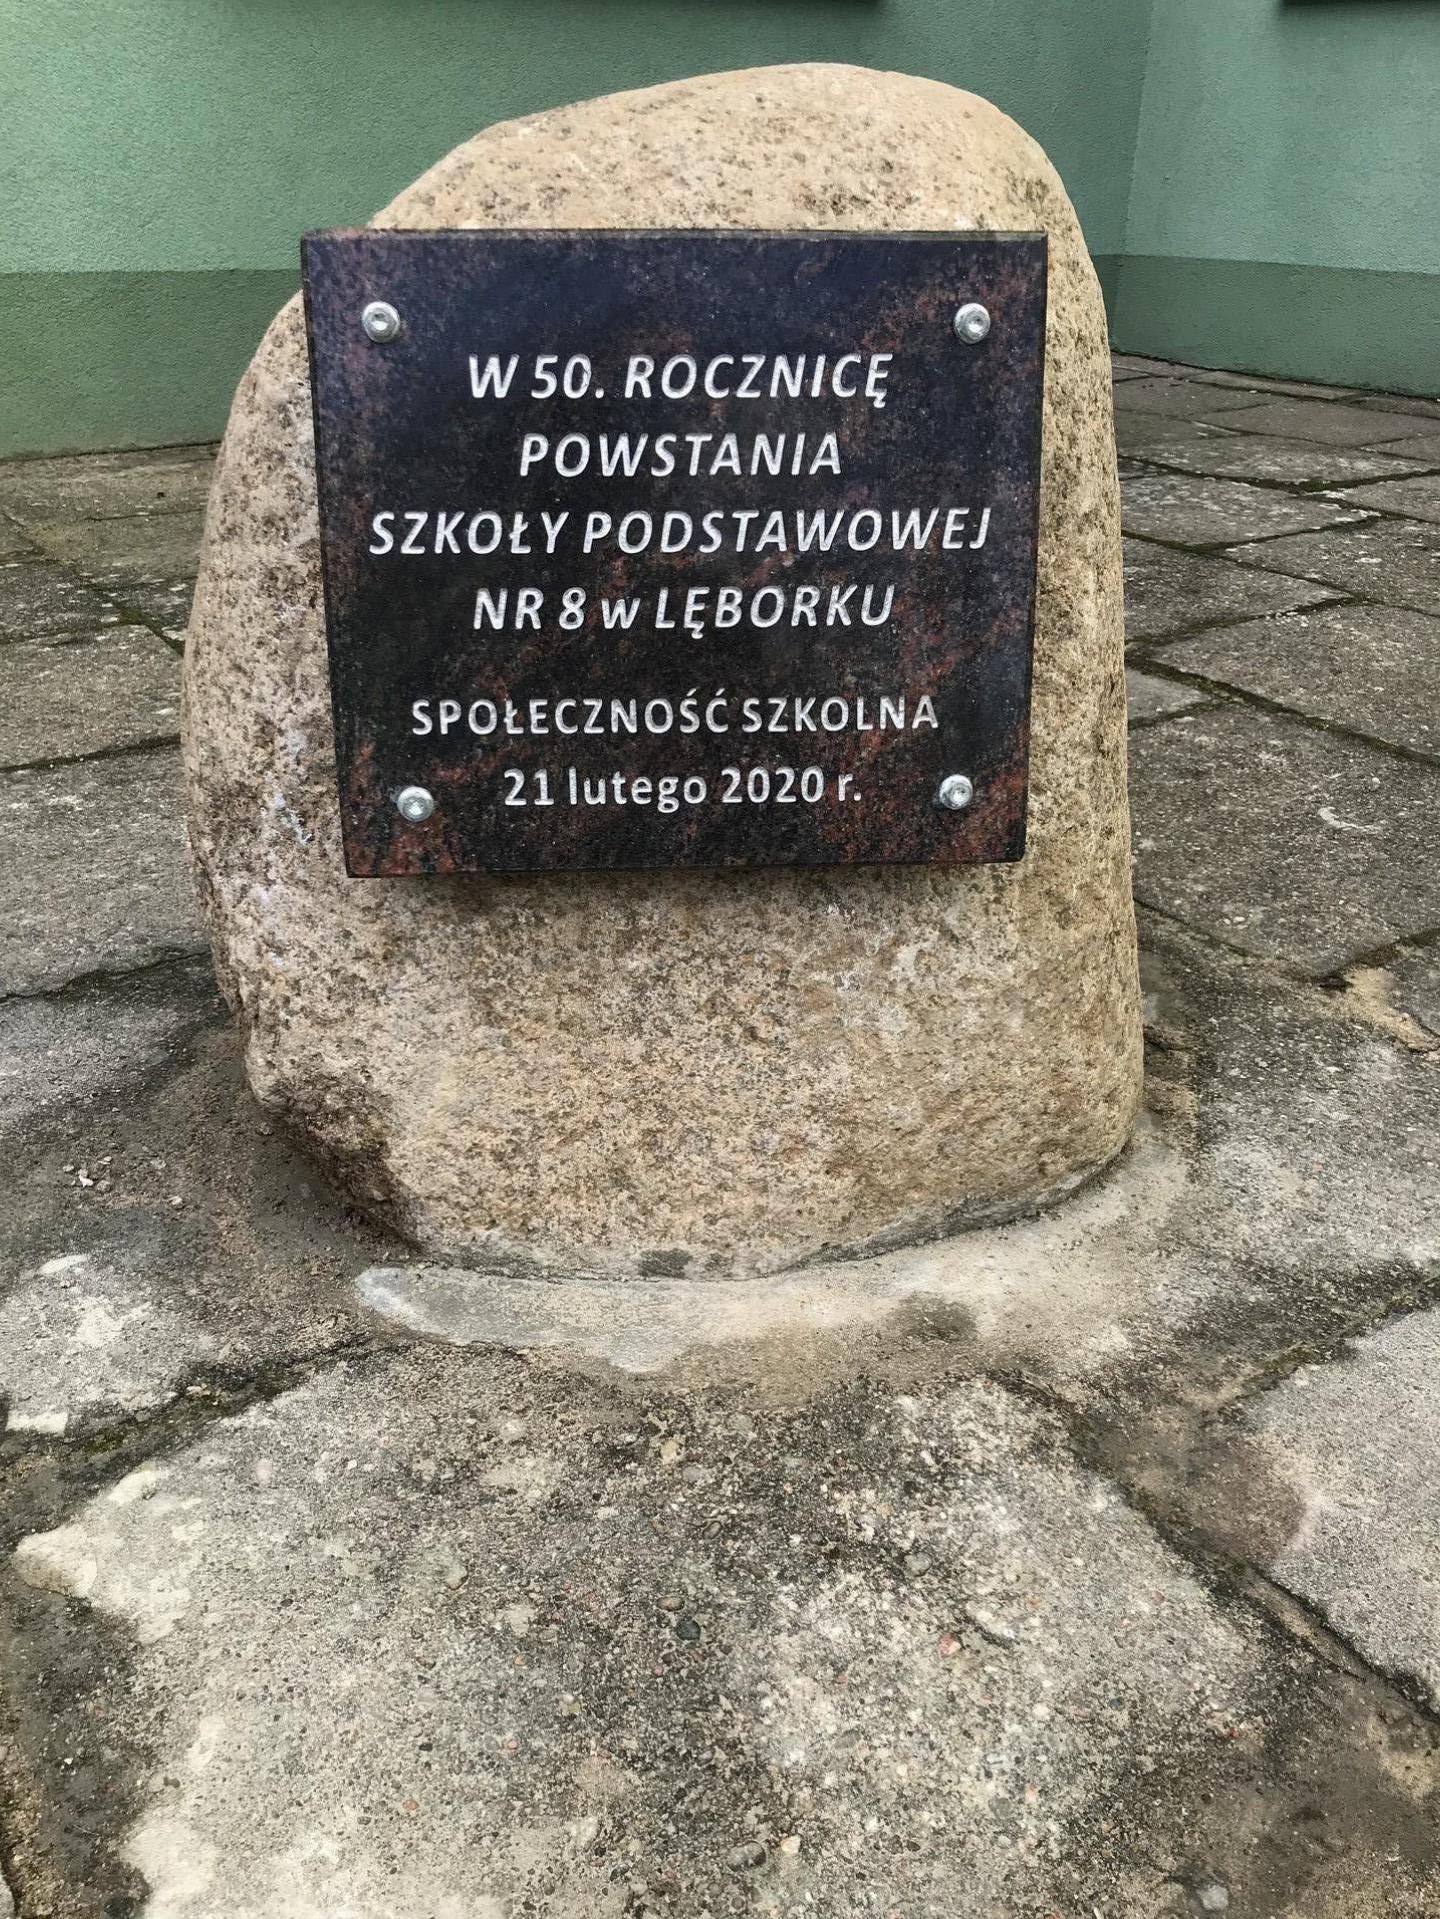 W 50. ROCZNICĘ
POWSTANIA
SZKOŁY PODSTAWOWEJ
NR 8 w LĘBORKU
SPOŁECZNOŚĆ SZKOLNA
21 lutego 2020 r.